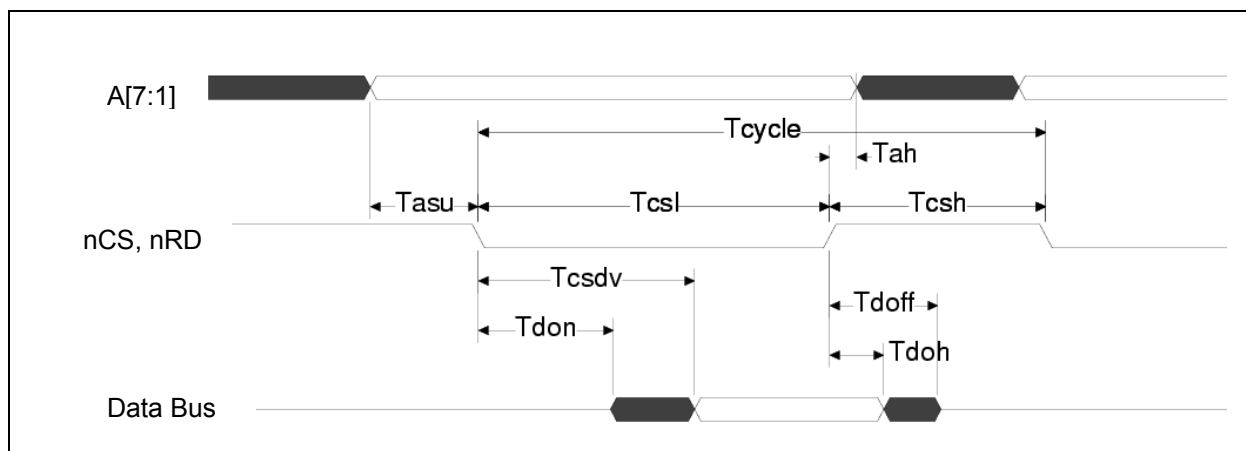 A[7:1]
Tcycle
Tah
Tasu
Tcsl
Tcsh
nCS, nRD
Tcsdv
Tdoff
Tdon
Tdoh
Data Bus